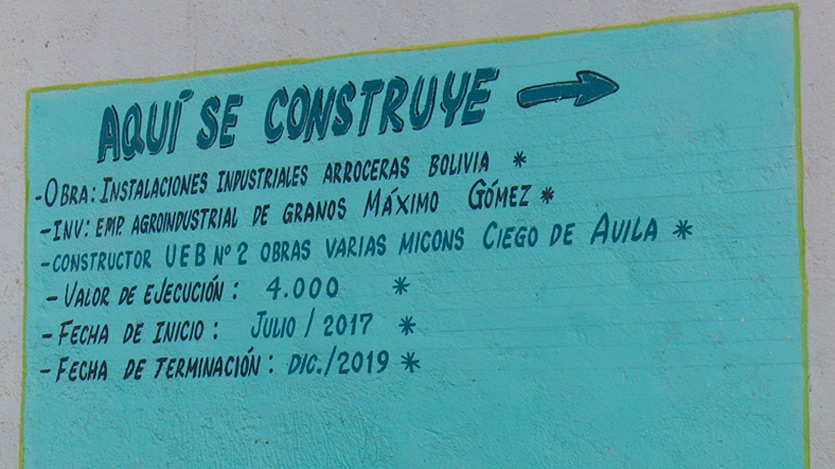 AQUÍ SE CONSTRUYE →
-OBRA: INSTALACIONES INDUSTRIALES ARROCERAS BOLIVIA *
-INV: EMP. AGROINDUSTRIAL DE GRANOS MÁXIMO GÓMEZ *
-CONSTRUCTOR UEB Nº 2 OBRAS VARIAS MICONS CIEGO DE AVILA *
- VALOR DE EJECUCIÓN: 4.000 *
- FECHA DE INICIO: JULIO / 2017 *
- FECHA DE TERMINACIÓN: DIC./2019 *